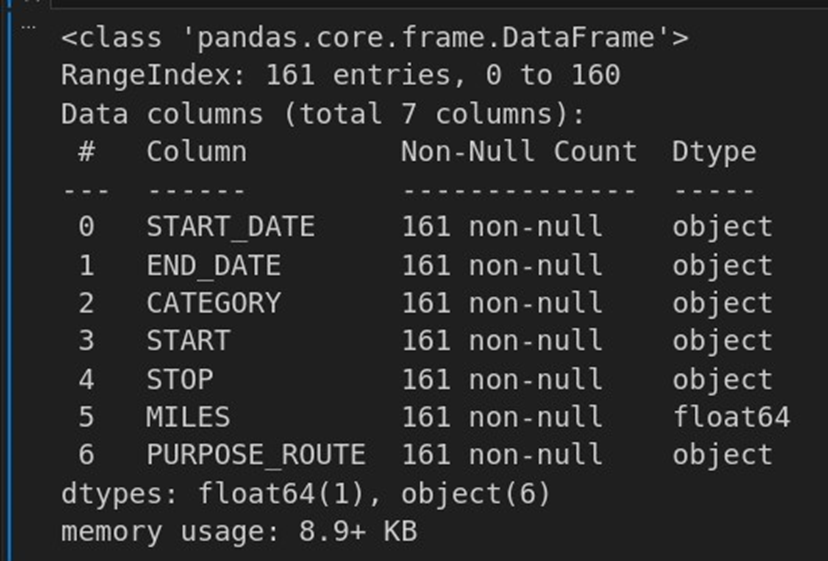 ...
<class 'pandas.core.frame.DataFrame'>
RangeIndex: 161 entries, 0 to 160
Data columns (total 7 columns):
 #   Column         Non-Null Count  Dtype
---  ------         --------------  -----
 0   START_DATE     161 non-null    object
 1   END_DATE       161 non-null    object
 2   CATEGORY       161 non-null    object
 3   START          161 non-null    object
 4   STOP           161 non-null    object
 5   MILES          161 non-null    float64
 6   PURPOSE_ROUTE  161 non-null    object
dtypes: float64(1), object(6)
memory usage: 8.9+ KB